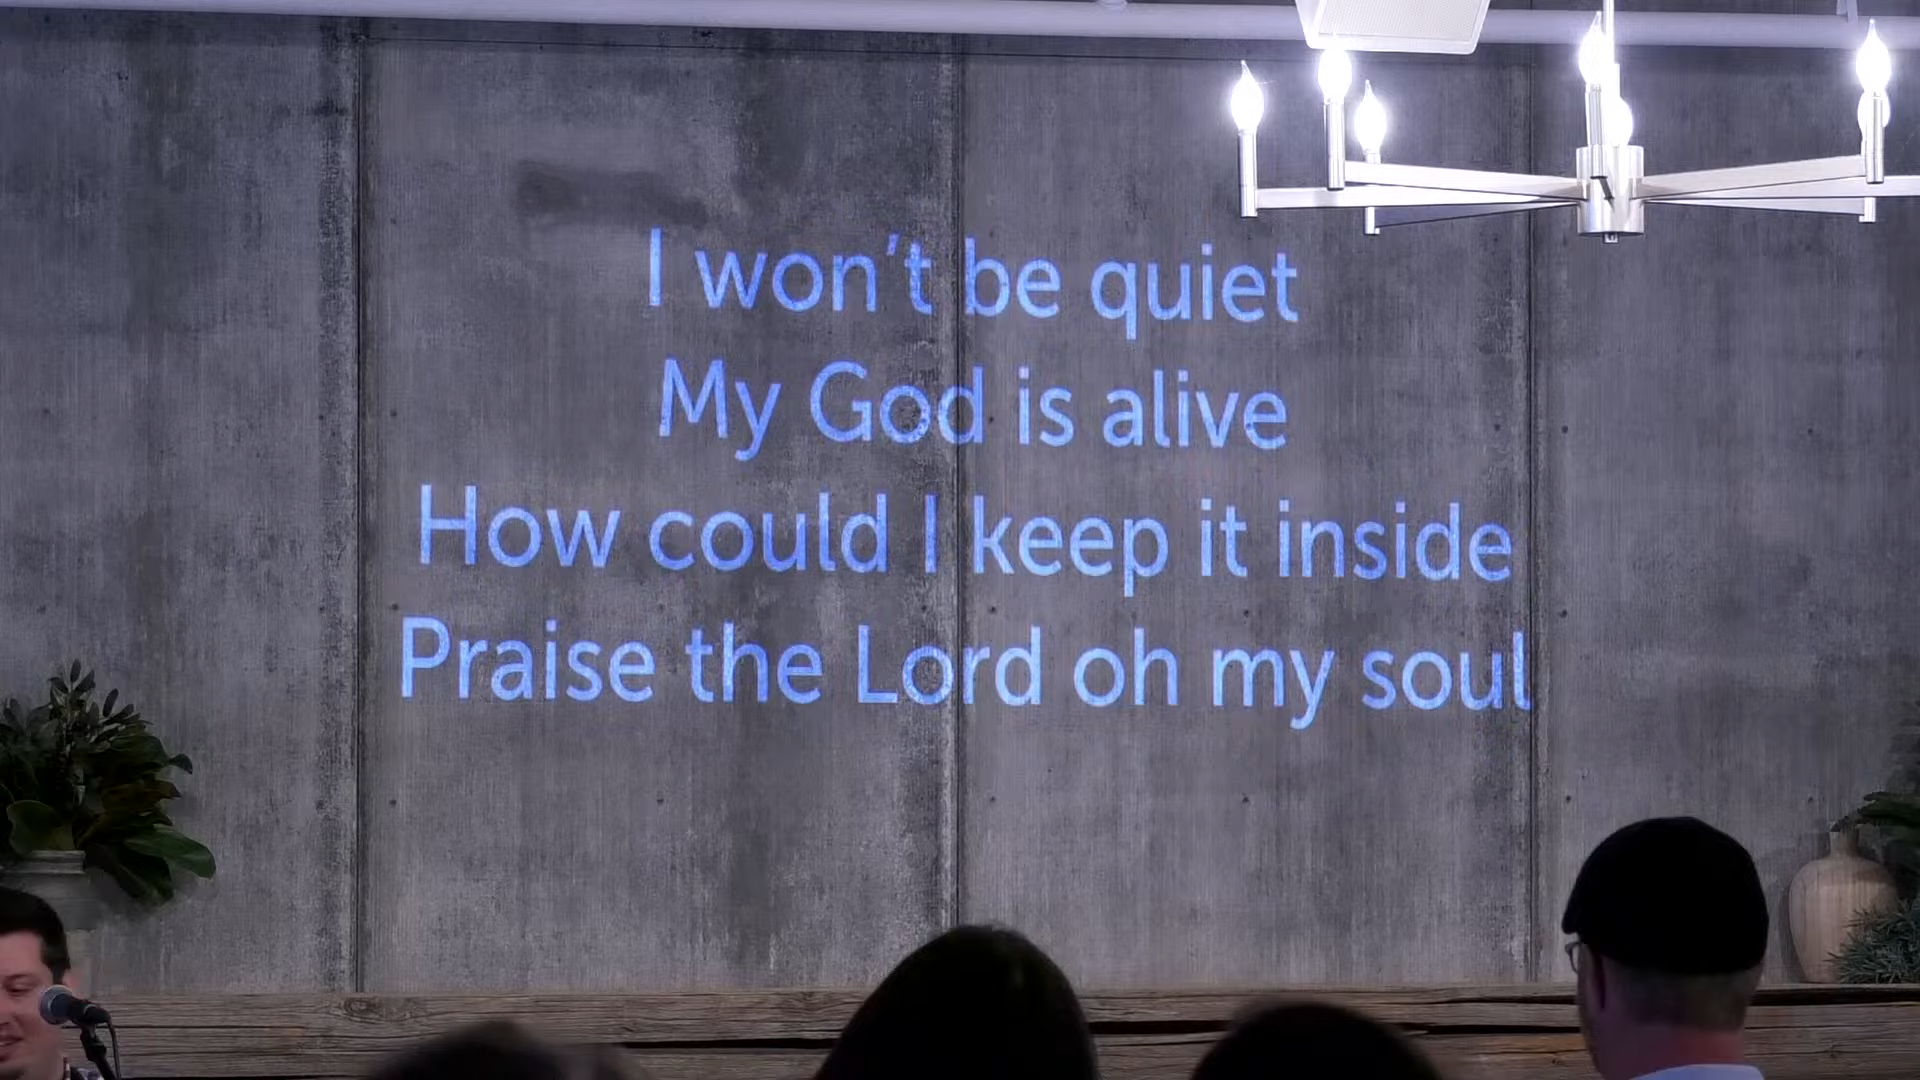 I won't be quiet
My God is alive
How could I keep it inside
Praise the Lord oh my soul